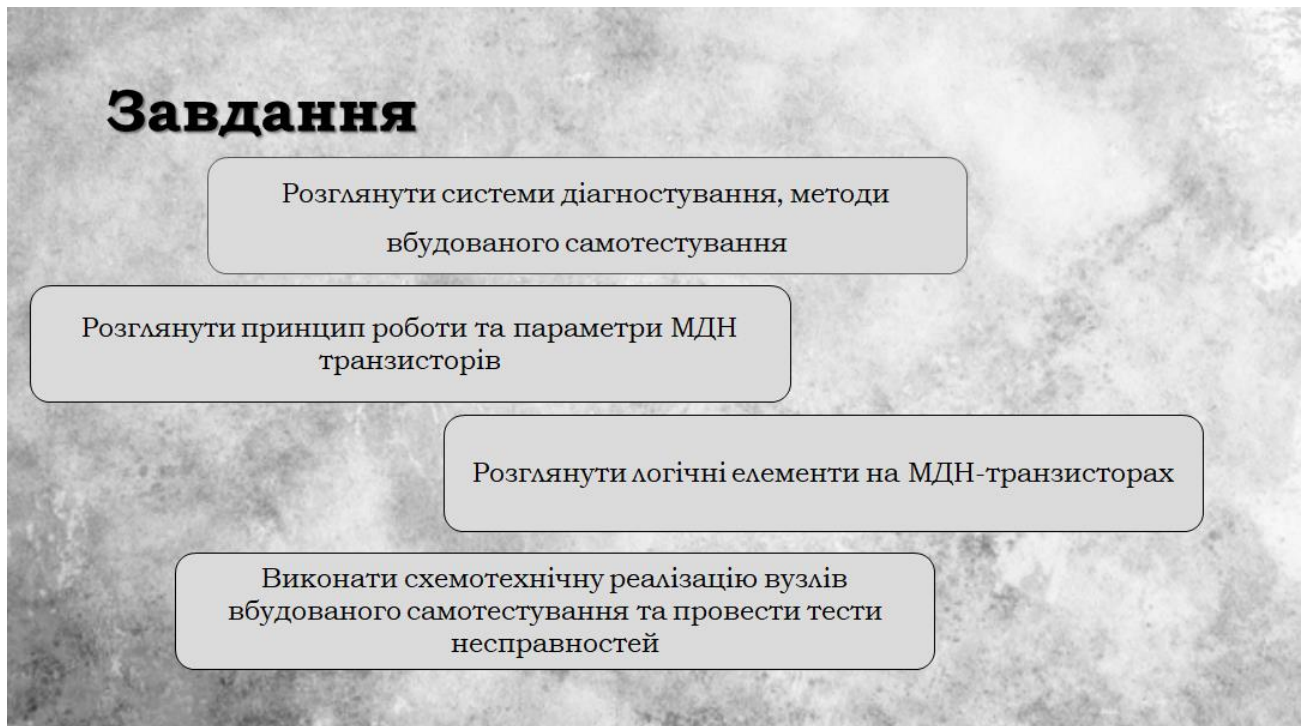 Завдання
Розглянути системи діагностування, методи
вбудованого самотестування
Розглянути принцип роботи та параметри МДН
транзисторів
Розглянути логічні елементи на МДН-транзисторах
Виконати схемотехнічну реалізацію вузлів
вбудованого самотестування та провести тести
несправностей